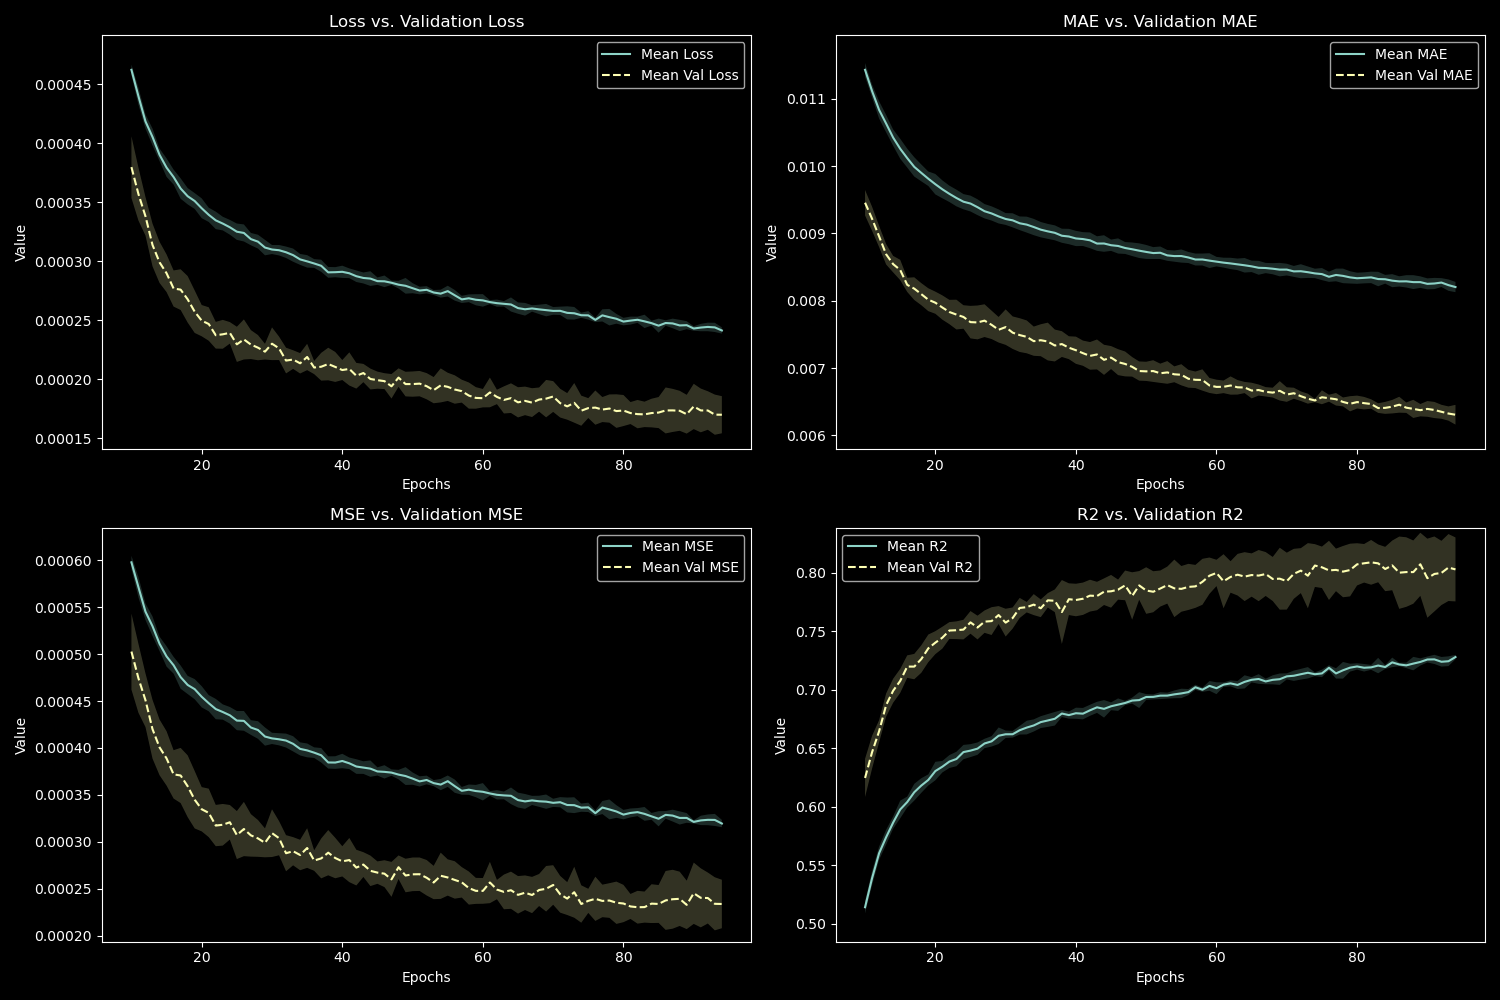 Loss vs. Validation Loss
Mean Loss
Mean Val Loss
Value
0.00045
0.00040
0.00035
0.00030
0.00025
0.00020
0.00015
20 40 60 80
Epochs
MAE vs. Validation MAE
Mean MAE
Mean Val MAE
Value
0.011
0.010
0.009
0.008
0.007
0.006
20 40 60 80
Epochs
MSE vs. Validation MSE
Mean MSE
Mean Val MSE
Value
0.00060
0.00055
0.00050
0.00045
0.00040
0.00035
0.00030
0.00025
0.00020
20 40 60 80
Epochs
R2 vs. Validation R2
Mean R2
Mean Val R2
Value
0.80
0.75
0.70
0.65
0.60
0.55
0.50
20 40 60 80
Epochs